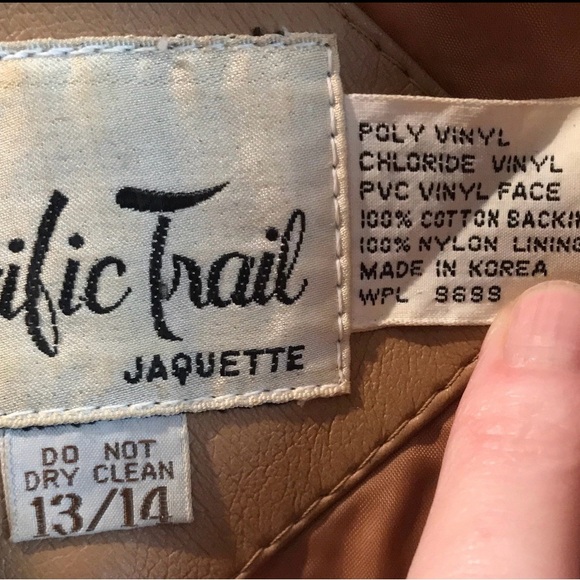 ific Trail
JAQUETTE
POLY VINYL
CHLORIDE VINYL
PVC VINYL FACE
100% COTTON BACKIN
100% NYLON LINING
MADE IN KOREA
WPL 9699
DO NOT
DRY CLEAN
13/14